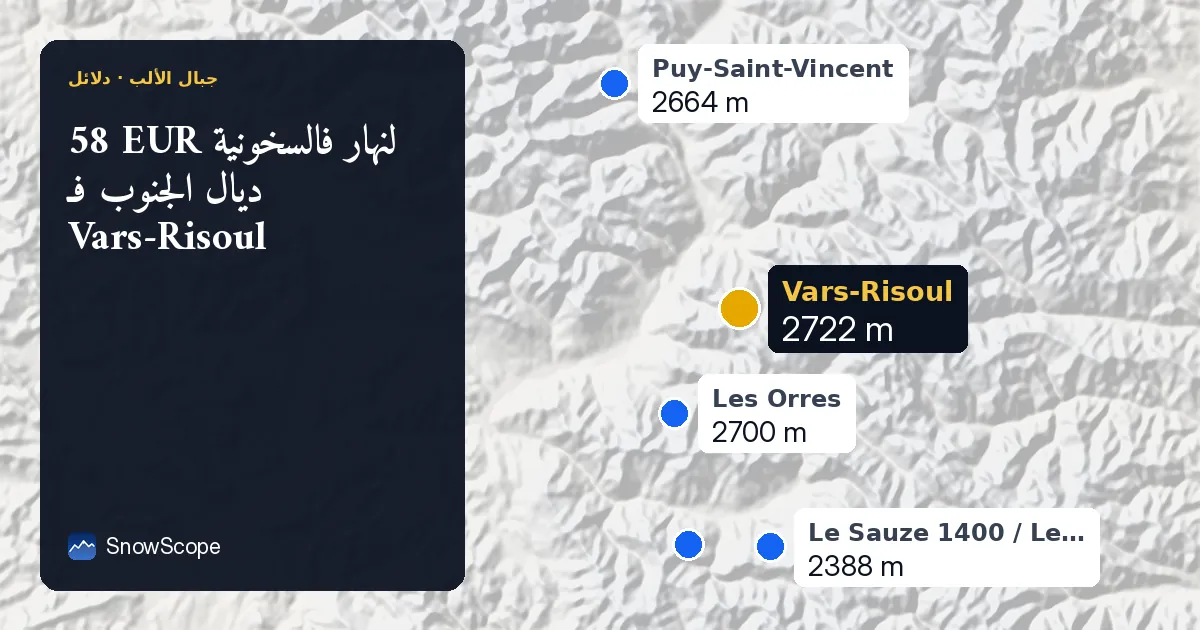 جبال الألب · دلائل
58 EUR لنهار فالسخونية
ديال الجنوب فـ
Vars-Risoul
SnowScope
Puy-Saint-Vincent
2664 m
Vars-Risoul
2722 m
Les Orres
2700 m
Le Sauze 1400 / Le…
2388 m